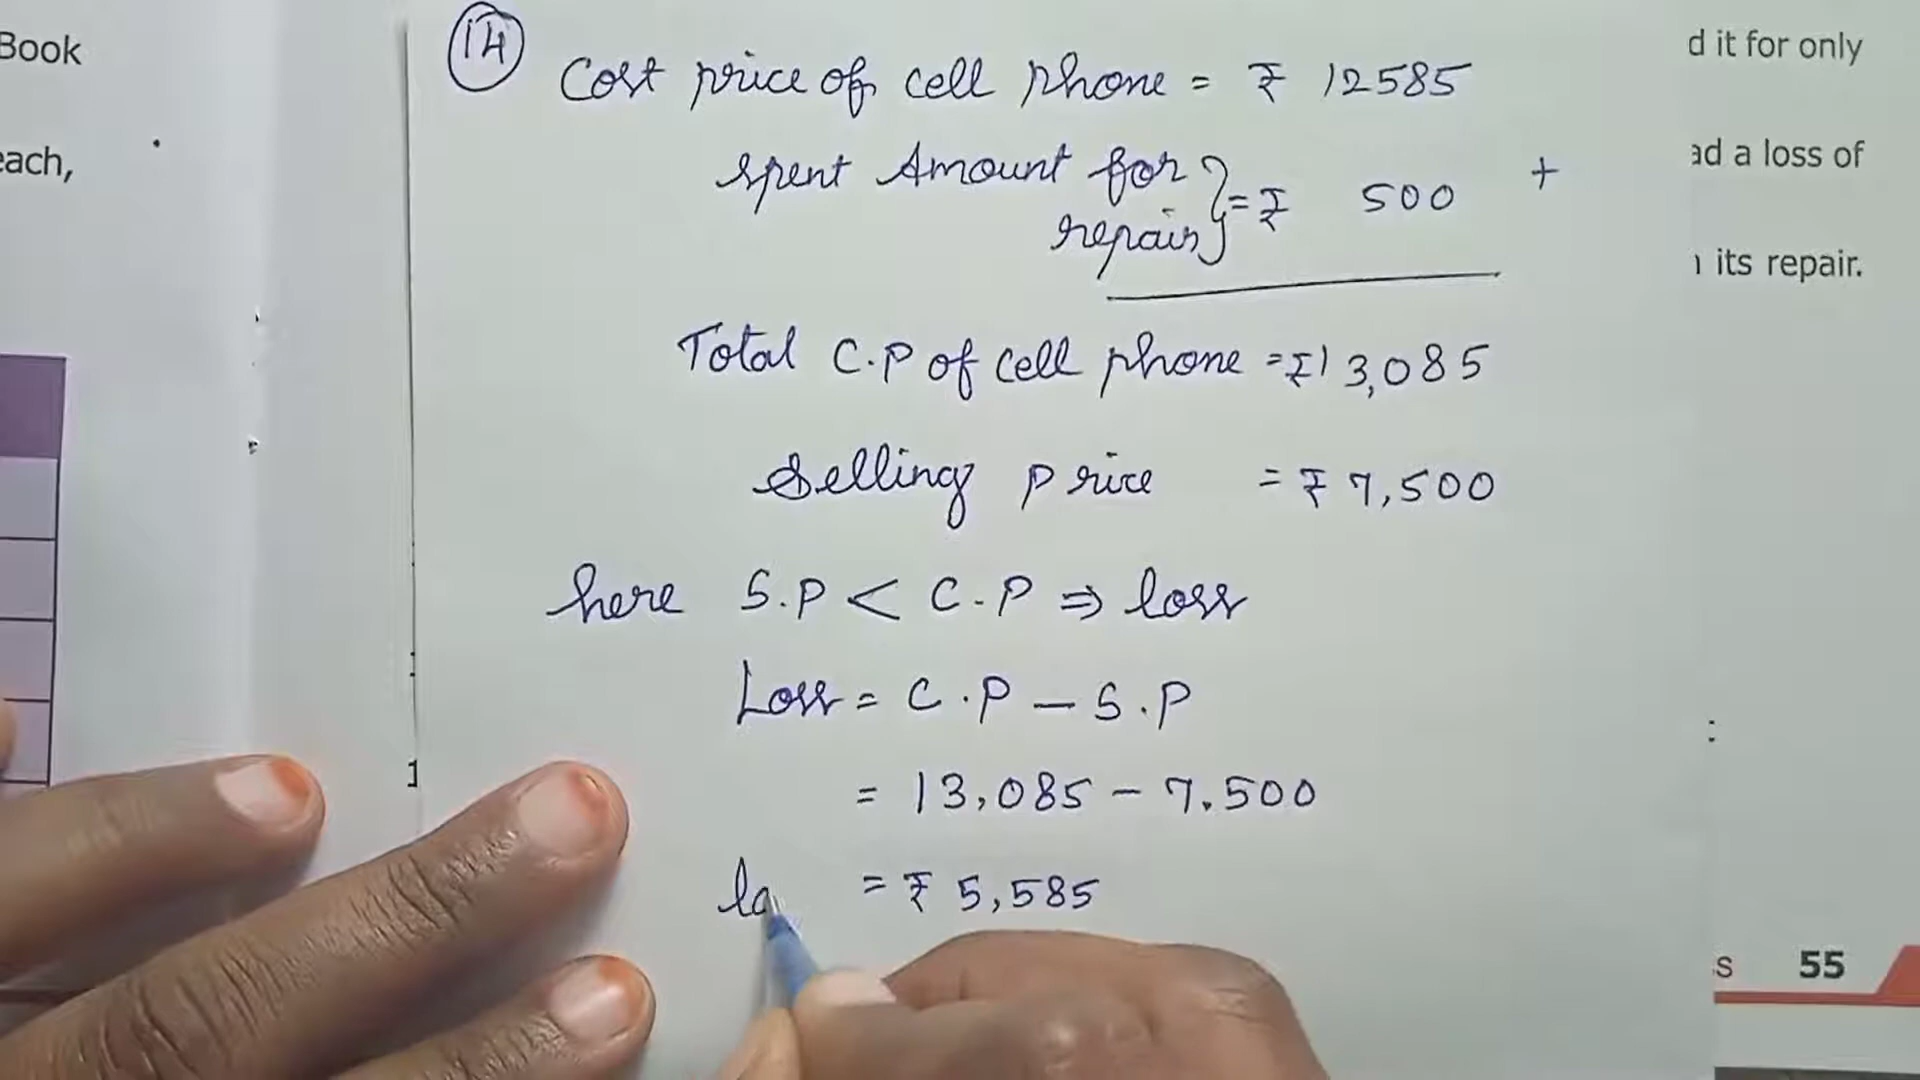 Book
each,
d it for only
ad a loss of
n its repair.
14
Cost price of cell phone = ₹ 12585
spent Amount for
repair } = ₹ 500 +
Total C.P of cell phone = ₹13,085
Selling price = ₹ 7,500
here S.P < C.P ⇒ loss
Loss = C.P - S.P
= 13,085 - 7.500
lo = ₹ 5,585
s 55